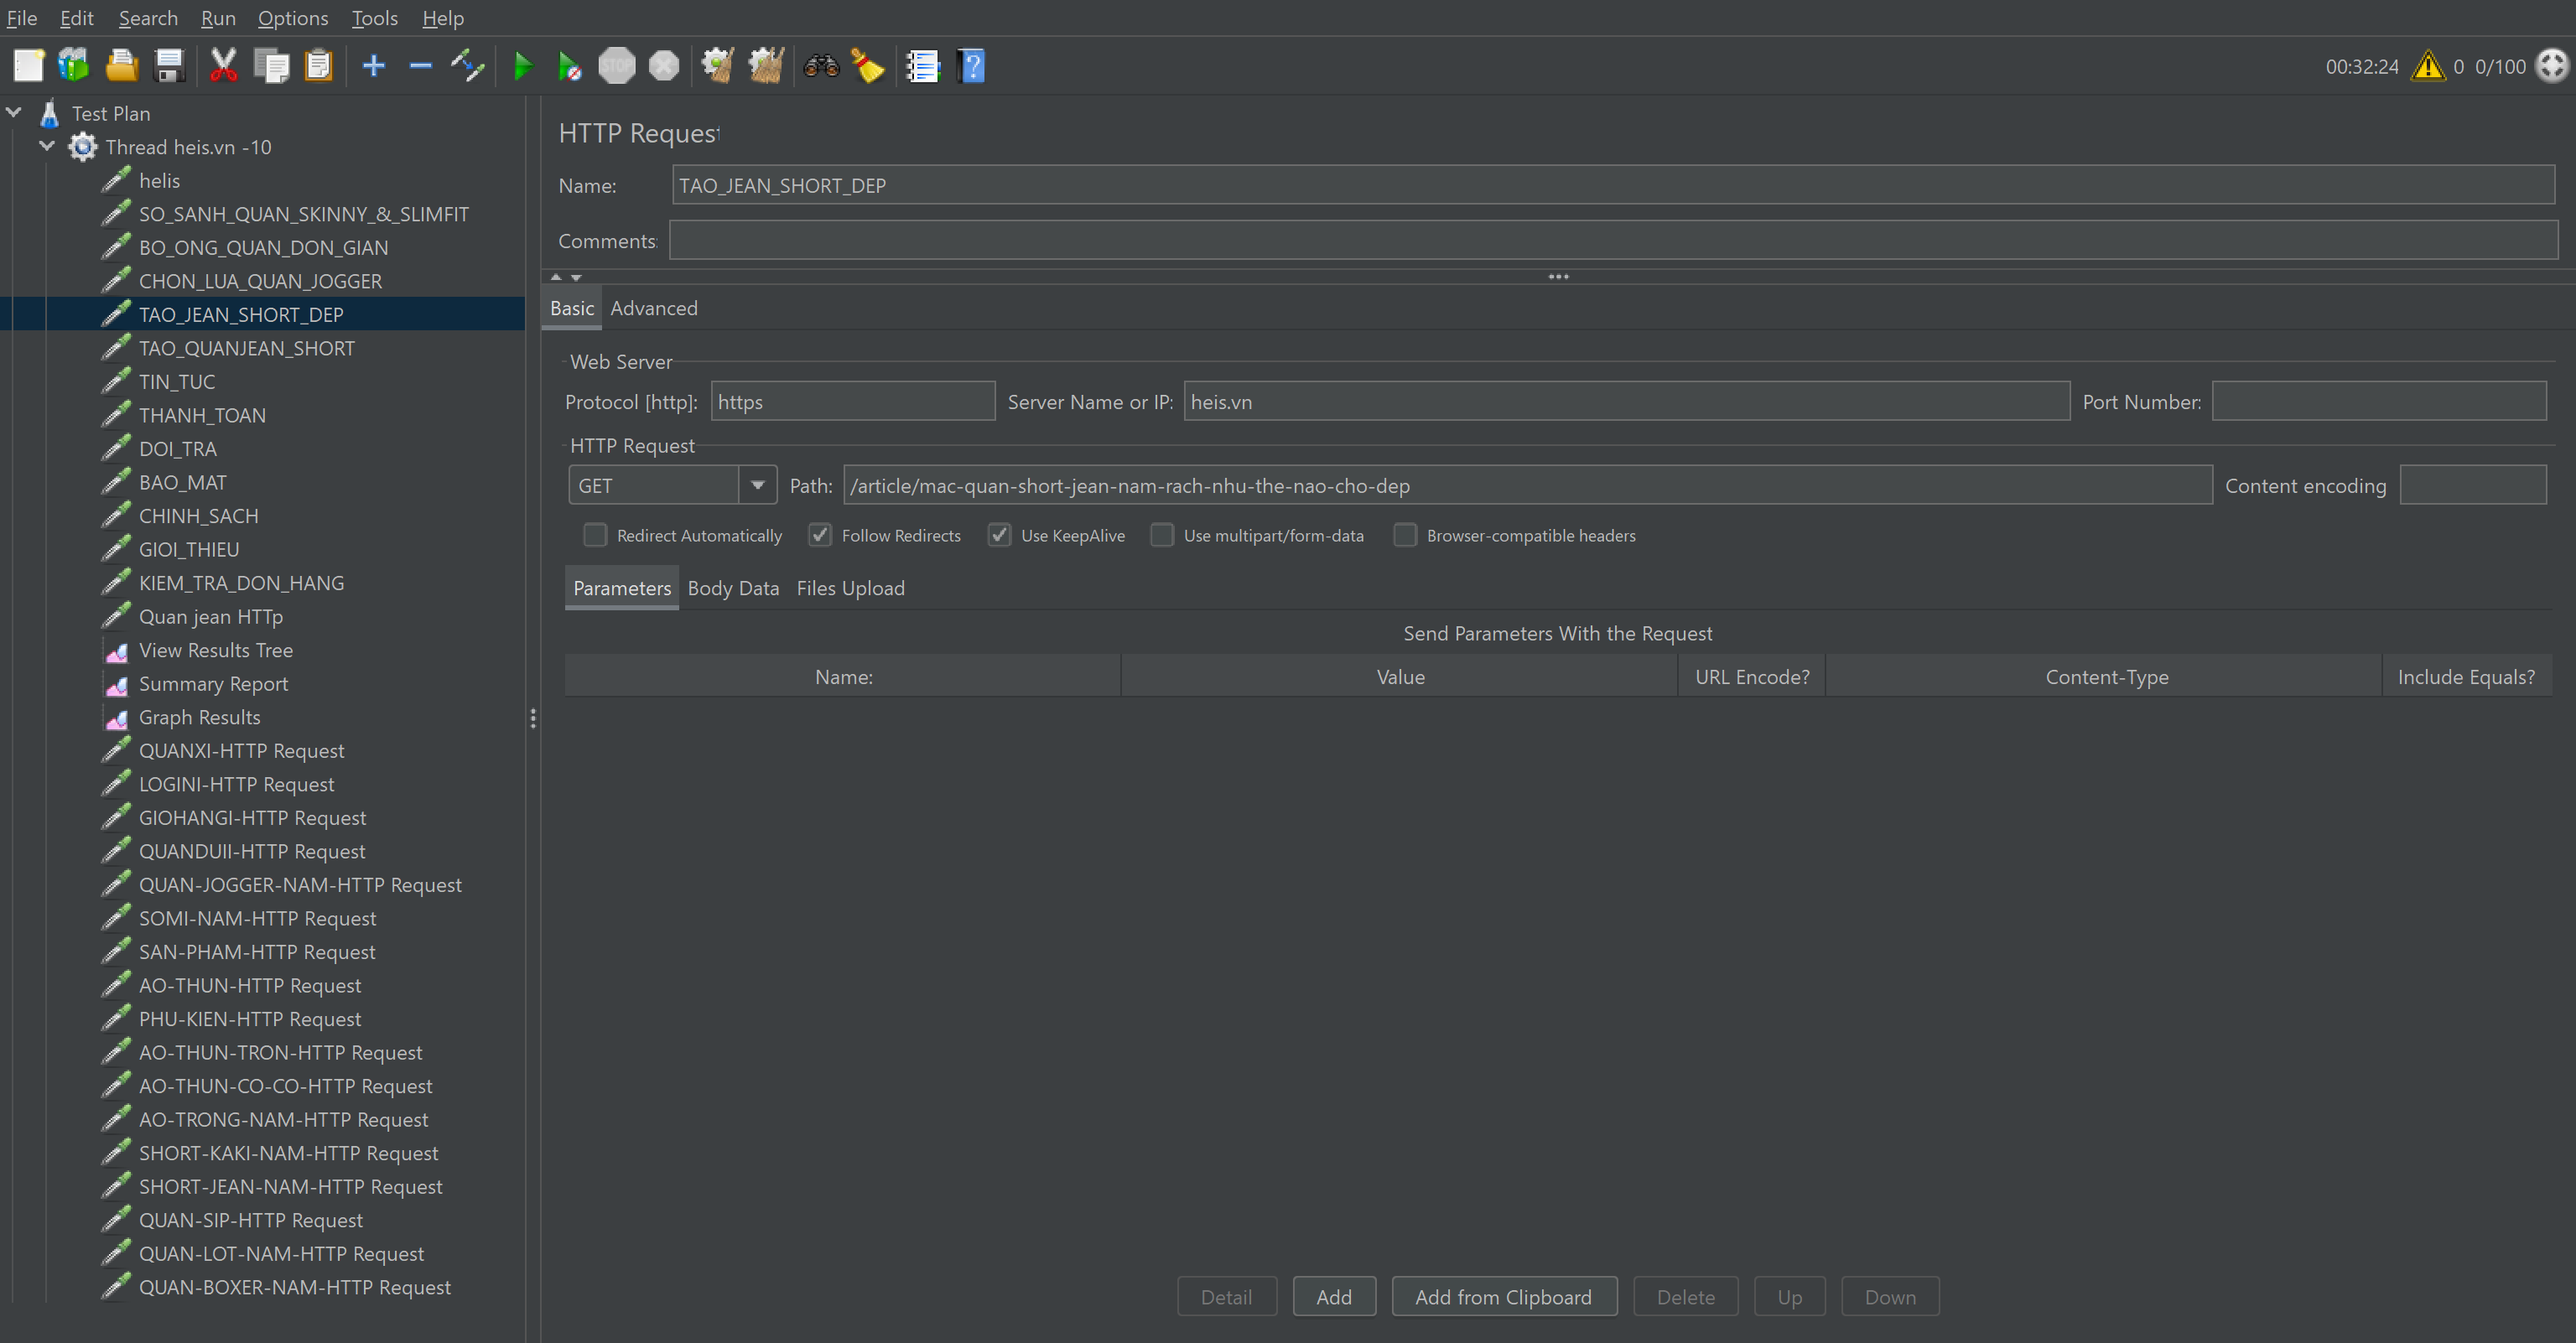 File Edit Search Run Options Tools Help
00:32:24 0 0/100
Test Plan
Thread heis.vn -10
helis
SO_SANH_QUAN_SKINNY_&_SLIMFIT
BO_ONG_QUAN_DON_GIAN
CHON_LUA_QUAN_JOGGER
TAO_JEAN_SHORT_DEP
TAO_QUANJEAN_SHORT
TIN_TUC
THANH_TOAN
DOI_TRA
BAO_MAT
CHINH_SACH
GIOI_THIEU
KIEM_TRA_DON_HANG
Quan jean HTTp
View Results Tree
Summary Report
Graph Results
QUANXI-HTTP Request
LOGINI-HTTP Request
GIOHANGI-HTTP Request
QUANDUII-HTTP Request
QUAN-JOGGER-NAM-HTTP Request
SOMI-NAM-HTTP Request
SAN-PHAM-HTTP Request
AO-THUN-HTTP Request
PHU-KIEN-HTTP Request
AO-THUN-TRON-HTTP Request
AO-THUN-CO-CO-HTTP Request
AO-TRONG-NAM-HTTP Request
SHORT-KAKI-NAM-HTTP Request
SHORT-JEAN-NAM-HTTP Request
QUAN-SIP-HTTP Request
QUAN-LOT-NAM-HTTP Request
QUAN-BOXER-NAM-HTTP Request
HTTP Request
Name: TAO_JEAN_SHORT_DEP
Comments:
Basic Advanced
Web Server
Protocol [http]: https Server Name or IP: heis.vn Port Number:
HTTP Request
GET Path: /article/mac-quan-short-jean-nam-rach-nhu-the-nao-cho-dep Content encoding
Redirect Automatically Follow Redirects Use KeepAlive Use multipart/form-data Browser-compatible headers
Parameters Body Data Files Upload
Send Parameters With the Request
Name: Value URL Encode? Content-Type Include Equals?
Detail Add Add from Clipboard Delete Up Down
STOP